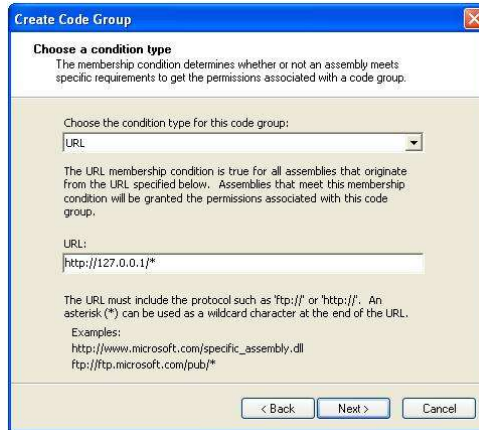 Create Code Group
Choose a condition type
The membership condition determines whether or not an assembly meets
specific requirements to get the permissions associated with a code group.
Choose the condition type for this code group:
URL
The URL membership condition is true for all assemblies that originate
from the URL specified below. Assemblies that meet this membership
condition will be granted the permissions associated with this code
group.
URL:
http://127.0.0.1/*
The URL must include the protocol such as 'ftp://' or 'http://'. An
asterisk (*) can be used as a wildcard character at the end of the URL.
Examples:
http://www.microsoft.com/specific_assembly.dll
ftp://ftp.microsoft.com/pub/*
< Back Next > Cancel